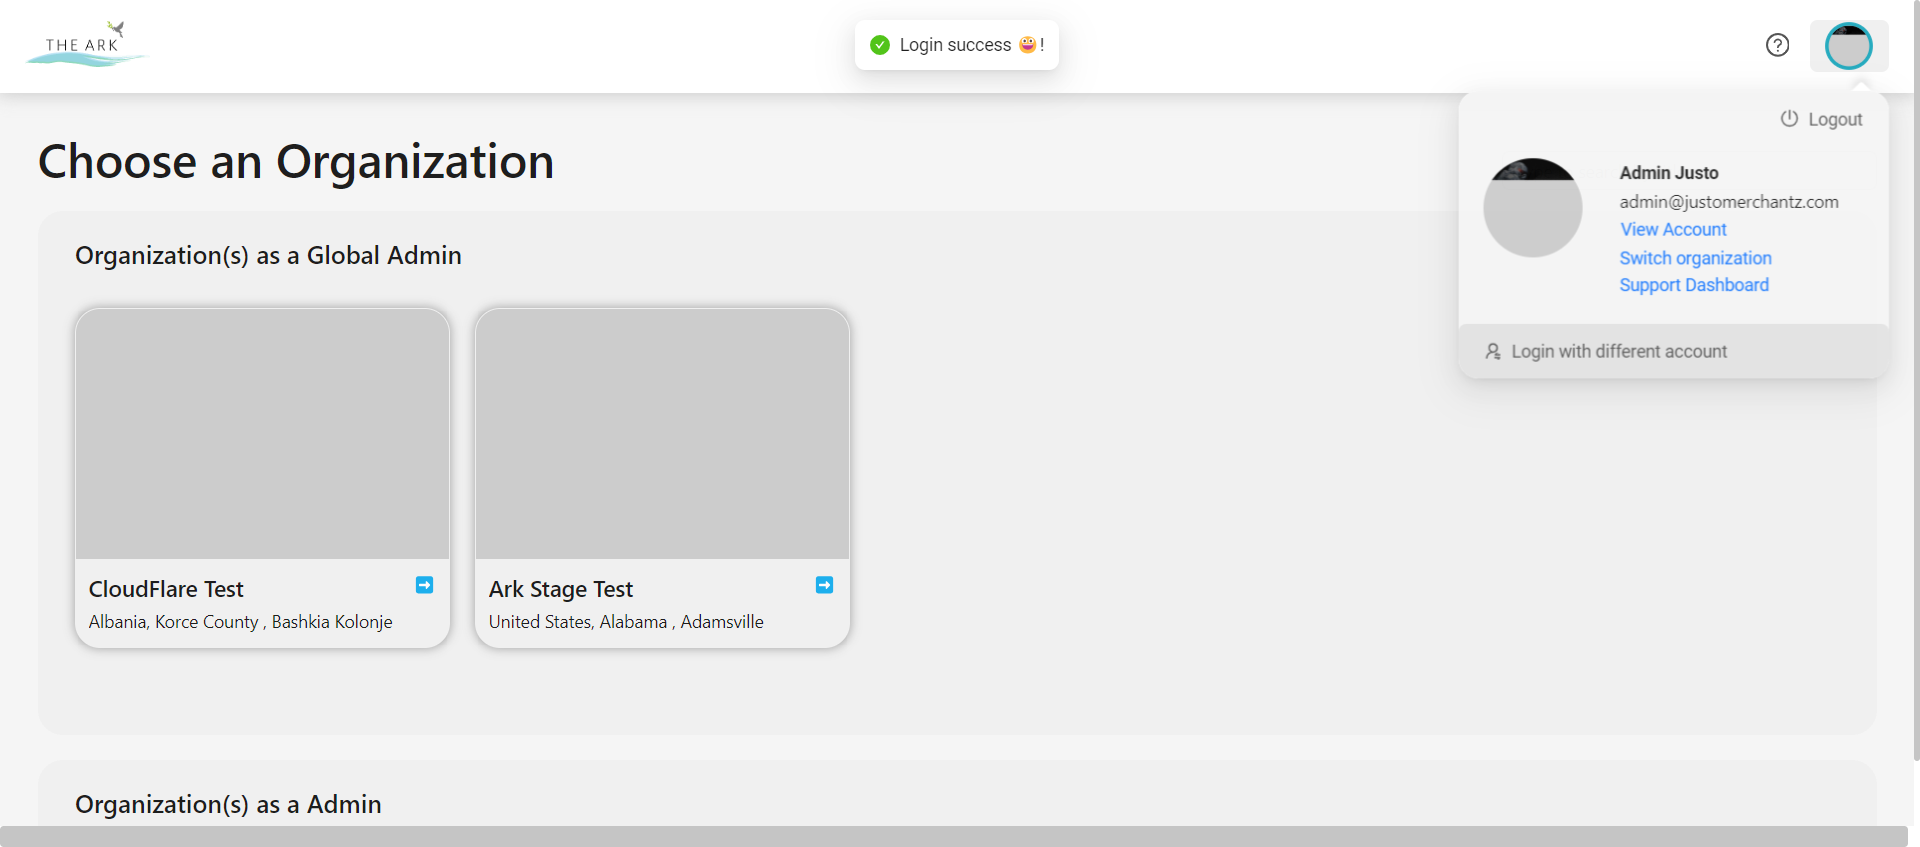 THE ARK
Login success 😀 !
Logout
Choose an Organization
Admin Justo
admin@justomerchantz.com
View Account
Switch organization
Support Dashboard
Login with different account
Organization(s) as a Global Admin
CloudFlare Test
Albania, Korce County , Bashkia Kolonje
Ark Stage Test
United States, Alabama , Adamsville
Organization(s) as a Admin